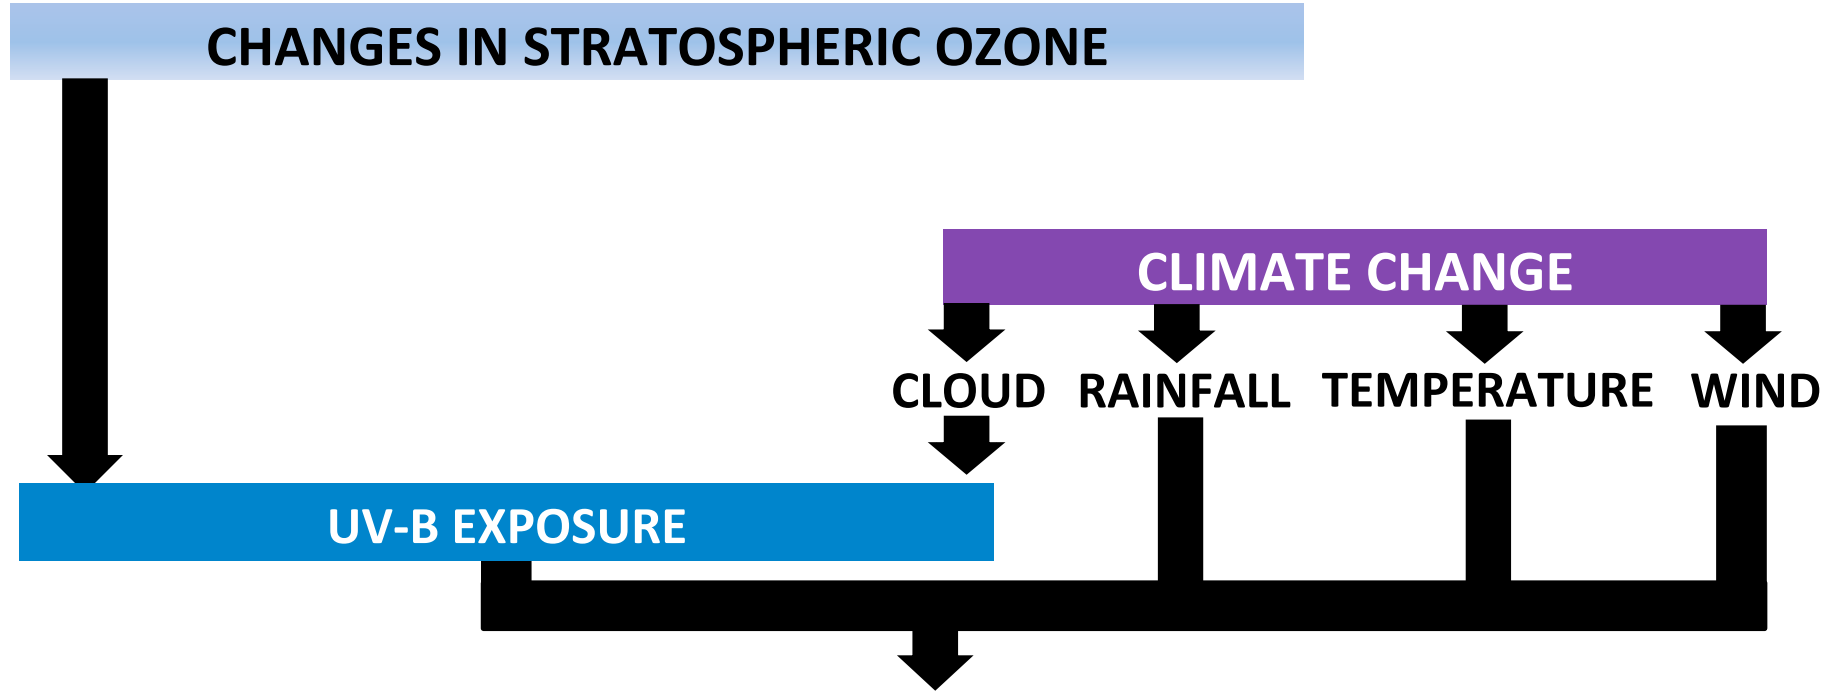 CHANGES IN STRATOSPHERIC OZONE
CLIMATE CHANGE
CLOUD RAINFALL TEMPERATURE WIND
UV-B EXPOSURE